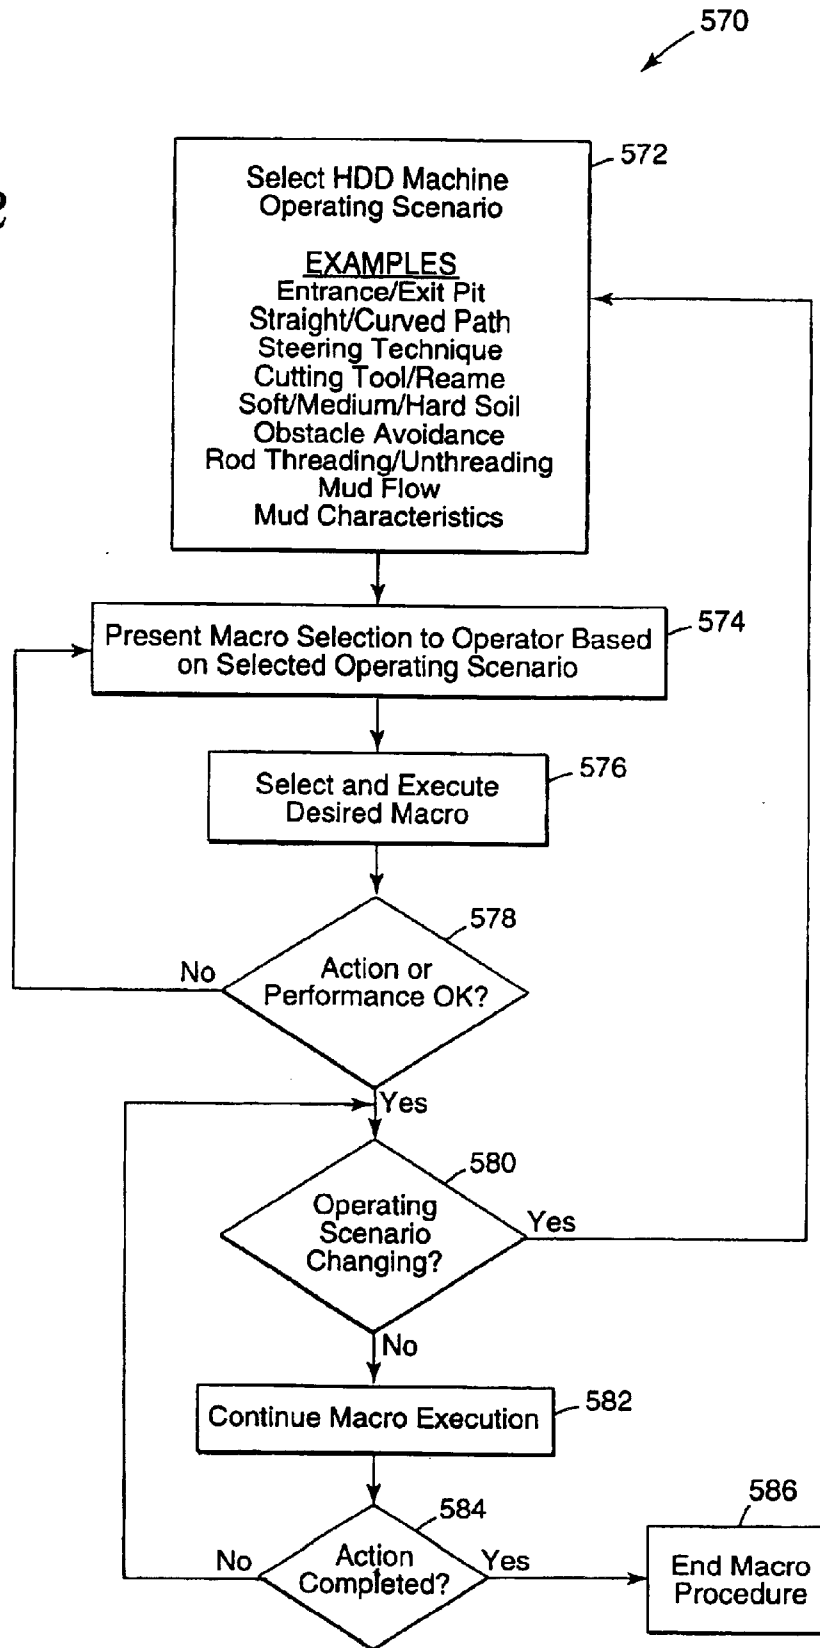 570
2
572
Select HDD Machine
Operating Scenario
EXAMPLES
Entrance/Exit Pit
Straight/Curved Path
Steering Technique
Cutting Tool/Reame
Soft/Medium/Hard Soil
Obstacle Avoidance
Rod Threading/Unthreading
Mud Flow
Mud Characteristics
574
Present Macro Selection to Operator Based
on Selected Operating Scenario
576
Select and Execute
Desired Macro
578
No
Action or
Performance OK?
Yes
580
Operating
Scenario
Changing?
Yes
No
582
Continue Macro Execution
584
No
Action
Completed?
Yes
586
End Macro
Procedure